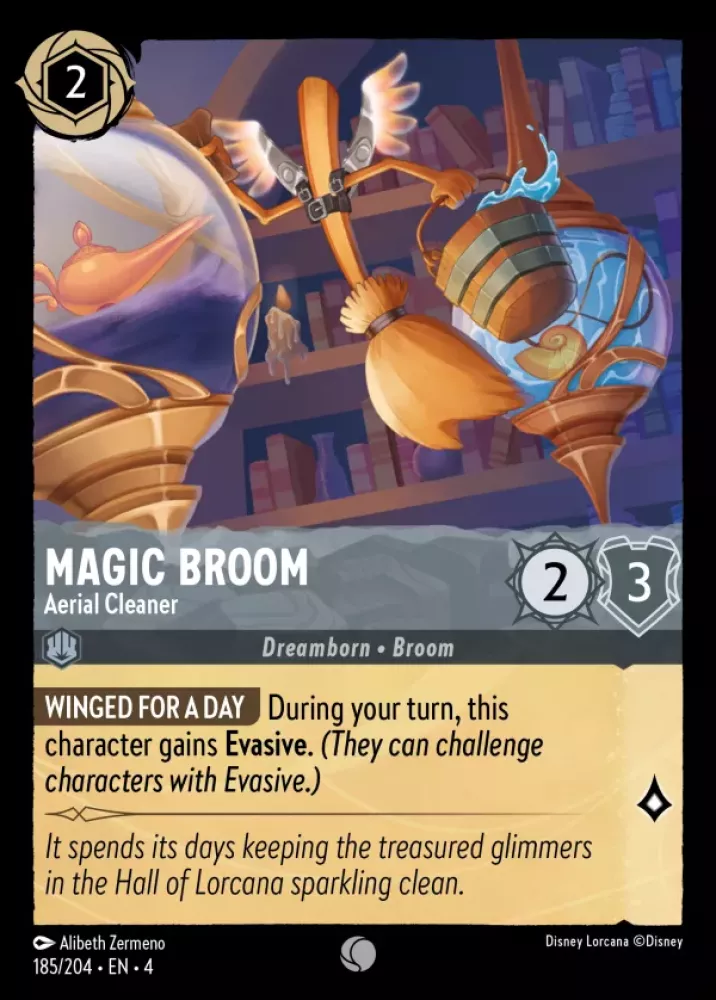 2
MAGIC BROOM
Aerial Cleaner
2
3
Dreamborn • Broom
WINGED FOR A DAY During your turn, this
character gains Evasive. (They can challenge
characters with Evasive.)
It spends its days keeping the treasured glimmers
in the Hall of Lorcana sparkling clean.
Alibeth Zermeno
Disney Lorcana ©Disney
185/204 • EN • 4